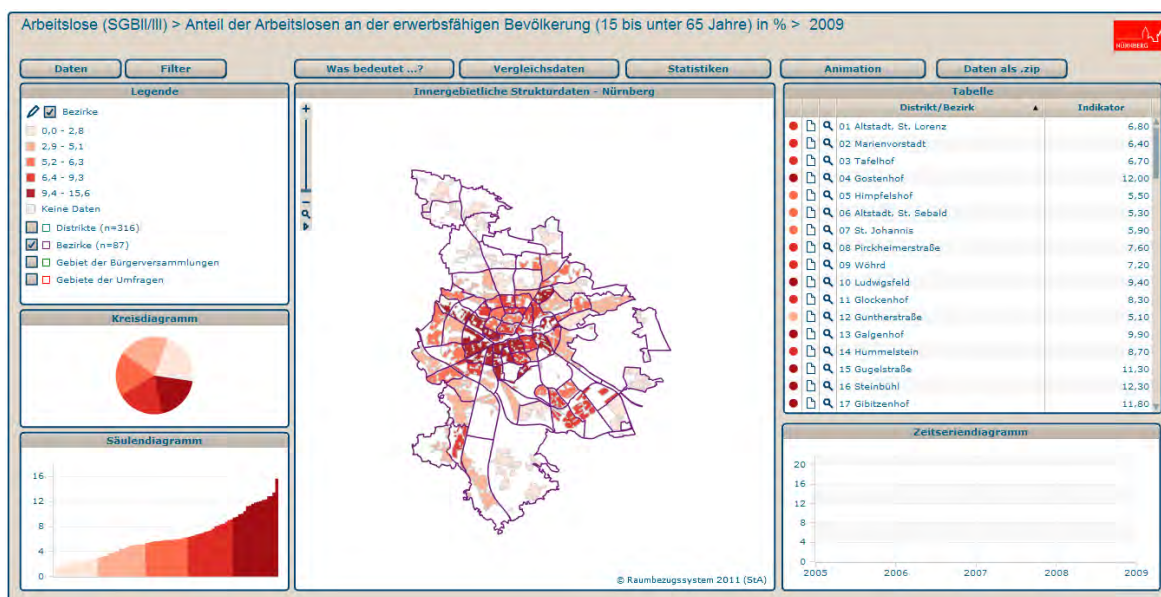 Arbeitslose (SGBII/III) > Anteil der Arbeitslosen an der erwerbsfähigen Bevölkerung (15 bis unter 65 Jahre) in % > 2009
NÜRNBERG
Daten
Filter
Was bedeutet ...?
Vergleichsdaten
Statistiken
Animation
Daten als .zip
Legende
Bezirke
0,0 - 2,8
2,9 - 5,1
5,2 - 6,3
6,4 - 9,3
9,4 - 15,6
Keine Daten
Distrikte (n=316)
Bezirke (n=87)
Gebiet der Bürgerversammlungen
Gebiete der Umfragen
Kreisdiagramm
Säulendiagramm
16
12
8
4
0
Innergebietliche Strukturdaten - Nürnberg
© Raumbezugssystem 2011 (StA)
Tabelle
Distrikt/Bezirk Indikator
01 Altstadt, St. Lorenz 6,80
02 Marienvorstadt 6,40
03 Tafelhof 6,70
04 Gostenhof 12,00
05 Himpfelshof 5,50
06 Altstadt, St. Sebald 5,30
07 St. Johannis 5,90
08 Pirckheimerstraße 7,60
09 Wöhrd 7,20
10 Ludwigsfeld 9,40
11 Glockenhof 8,30
12 Guntherstraße 5,10
13 Galgenhof 9,90
14 Hummelstein 8,70
15 Gugelstraße 11,30
16 Steinbühl 12,30
17 Gibitzenhof 11,80
Zeitseriendiagramm
20
16
12
8
4
0
2005 2006 2007 2008 2009